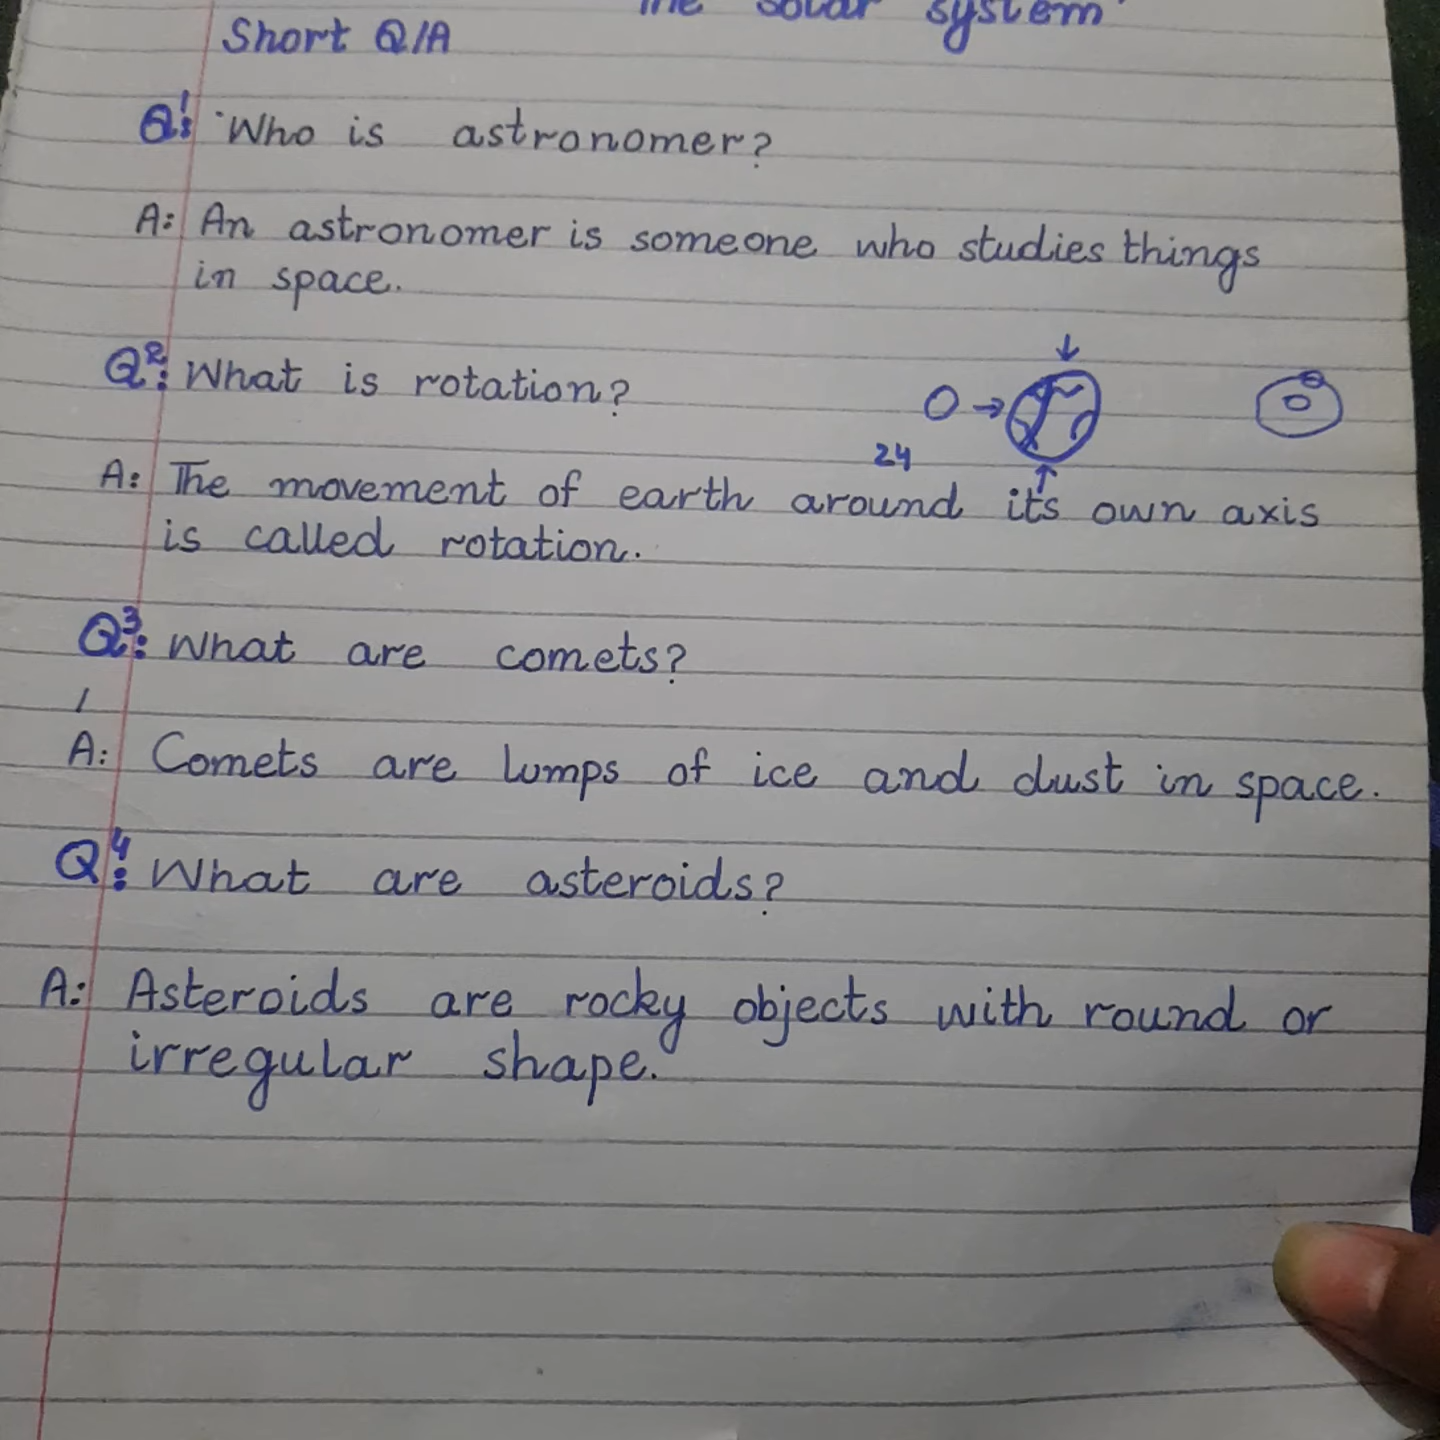 The Solar system
Short Q/A
Q1: Who is astronomer?
A: An astronomer is someone who studies things
in space.
Q2: What is rotation?
24
A: The movement of earth around it's own axis
is called rotation.
Q3: What are comets?
A: Comets are lumps of ice and dust in space.
Q4: What are asteroids?
A: Asteroids are rocky objects with round or
irregular shape.